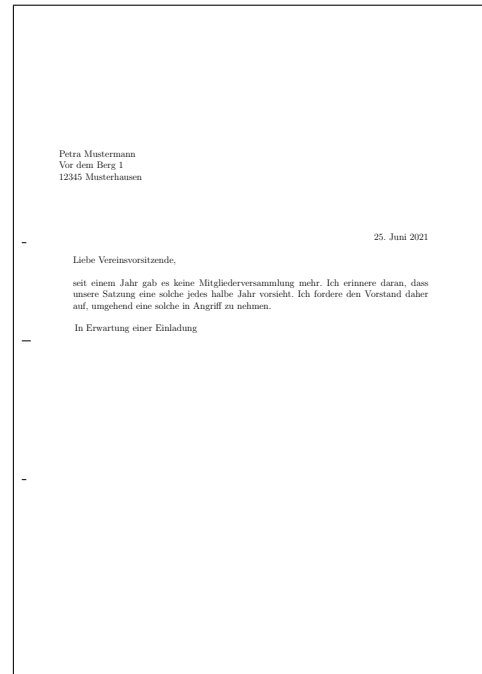 Petra Mustermann
Vor dem Berg 1
12345 Musterhausen
25. Juni 2021
Liebe Vereinsvorsitzende,
seit einem Jahr gab es keine Mitgliederversammlung mehr. Ich erinnere daran, dass
unsere Satzung eine solche jedes halbe Jahr vorsieht. Ich fordere den Vorstand daher
auf, umgehend eine solche in Angriff zu nehmen.
In Erwartung einer Einladung